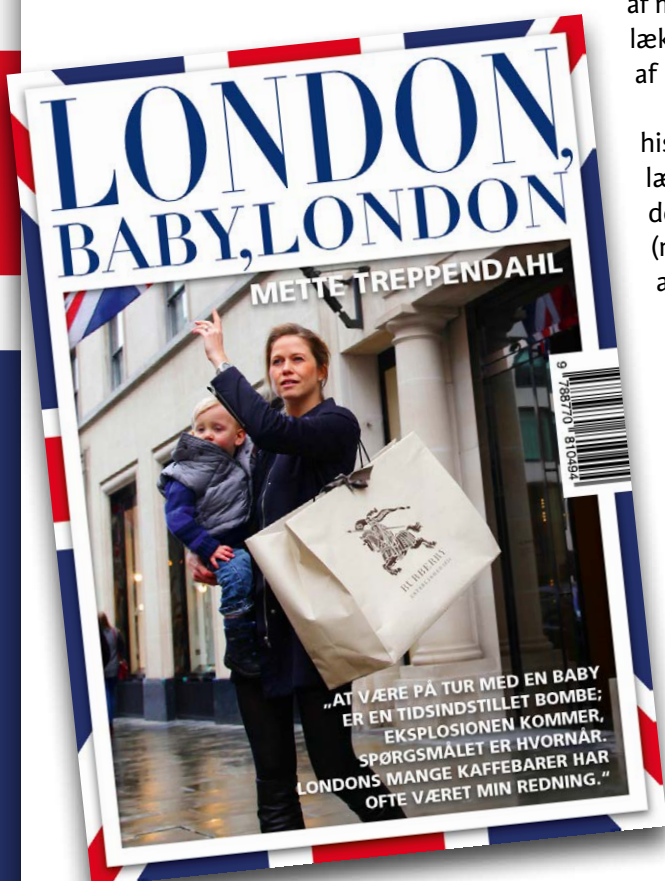 LONDON,
BABY, LONDON
METTE TREPPENDAHL
9 788770 810494
BURBERRY
ESTABLISHED 1856
„AT VÆRE PÅ TUR MED EN BABY
ER EN TIDSINDSTILLET BOMBE;
EKSPLOSIONEN KOMMER,
SPØRGSMÅLET ER HVORNÅR.
LONDONS MANGE KAFFEBARER HAR
OFTE VÆRET MIN REDNING.“
af
læk
af
his
læ